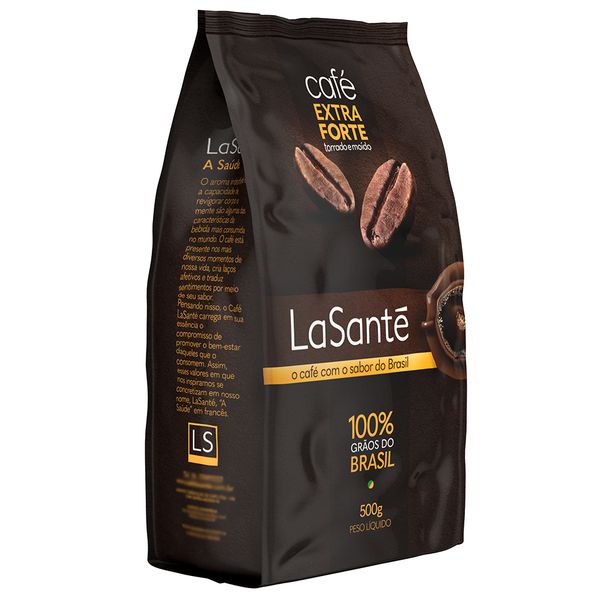 café
EXTRA
FORTE
torrado e moído
LaSanté
o café com o sabor do Brasil
100%
GRÃOS DO
BRASIL
500g
PESO LÍQUIDO
LaSanté
A Saúd
O aroma
a capacidade
revigorar corpo e
mente são algumas
características da
bebida mais consumida
no mundo. O café está
presente nos mais
diversos momentos de
nossa vida, cria laços
afetivos e traduz
sentimentos por meio
de seu sabor.
Pensando nisso, o Café
LaSanté carrega em sua
essência o
compromisso de
promover o bem-estar
daqueles que o
consomem. Assim,
esses valores em que
nos inspiramos se
concretizam em nosso
nome, LaSanté, "A
Saúde" em francês.
LS